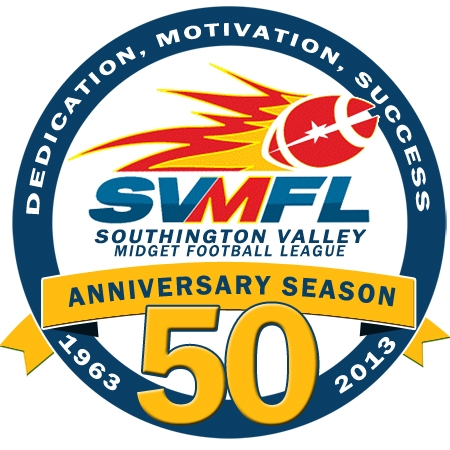 DEDICATION, MOTIVATION, SUCCESS
SVMFL
SOUTHINGTON VALLEY
MIDGET FOOTBALL LEAGUE
ANNIVERSARY SEASON
50
1963
2013